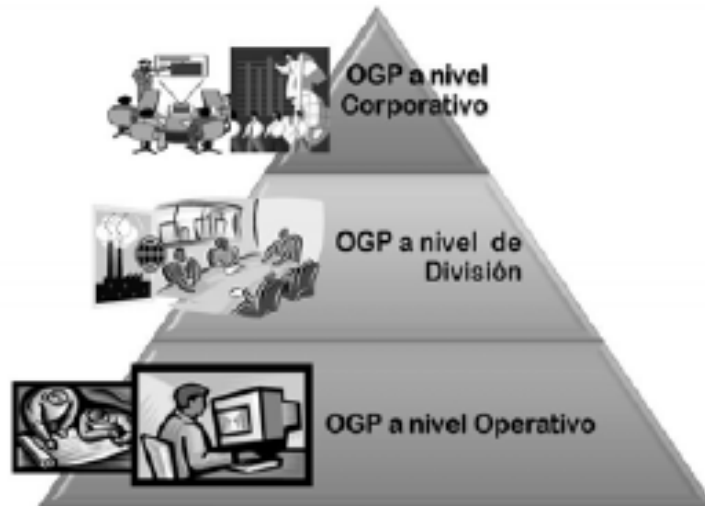 OGP a nivel
Corporativo
OGP a nivel de
División
OGP a nivel Operativo